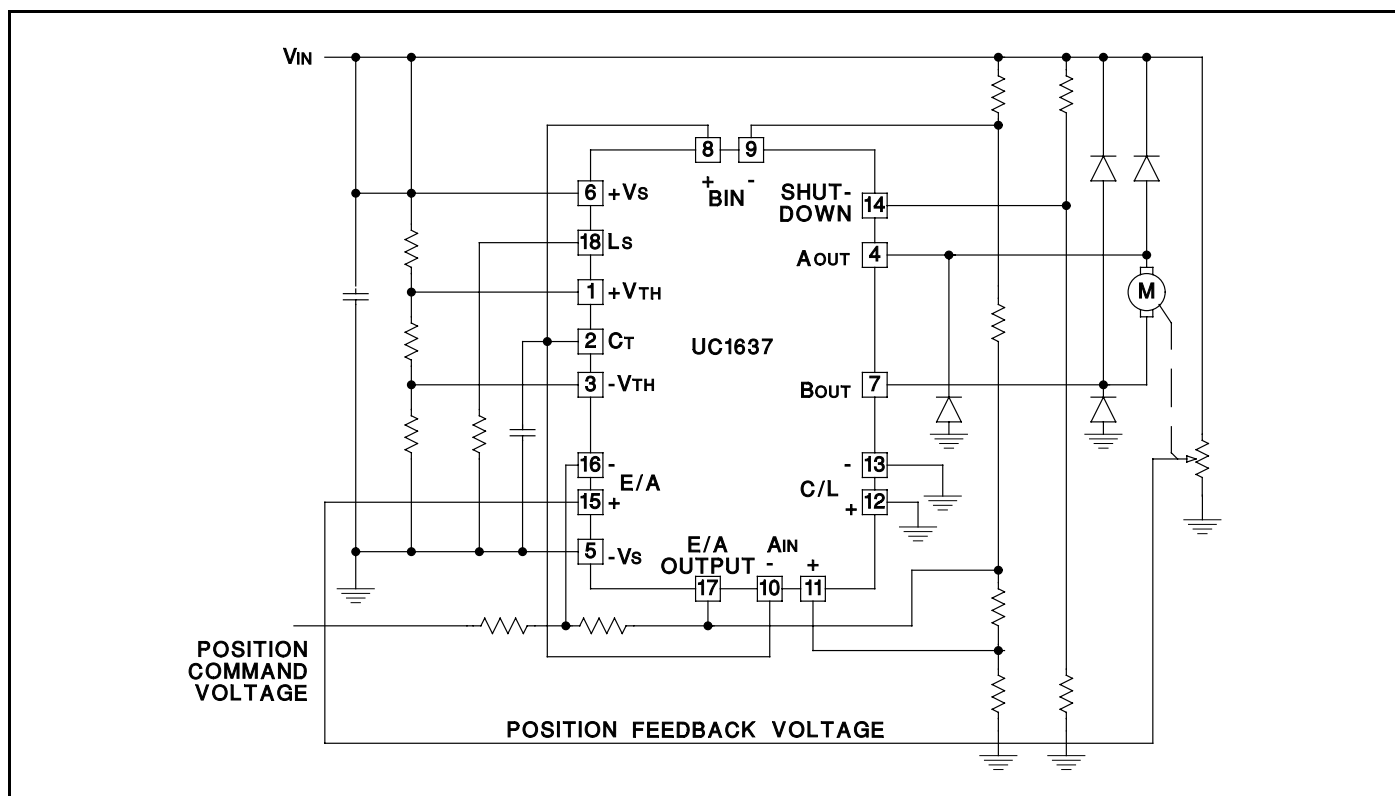 VIN
8
9
+ -
BIN
6
+VS
SHUT-
DOWN
14
18
LS
AOUT
4
1
+VTH
M
2
CT
UC1637
3
-VTH
BOUT
7
16
-
E/A
15
+
-
13
C/L
+
12
5
-VS
E/A
OUTPUT
AIN
- +
17
10
11
POSITION
COMMAND
VOLTAGE
POSITION FEEDBACK VOLTAGE